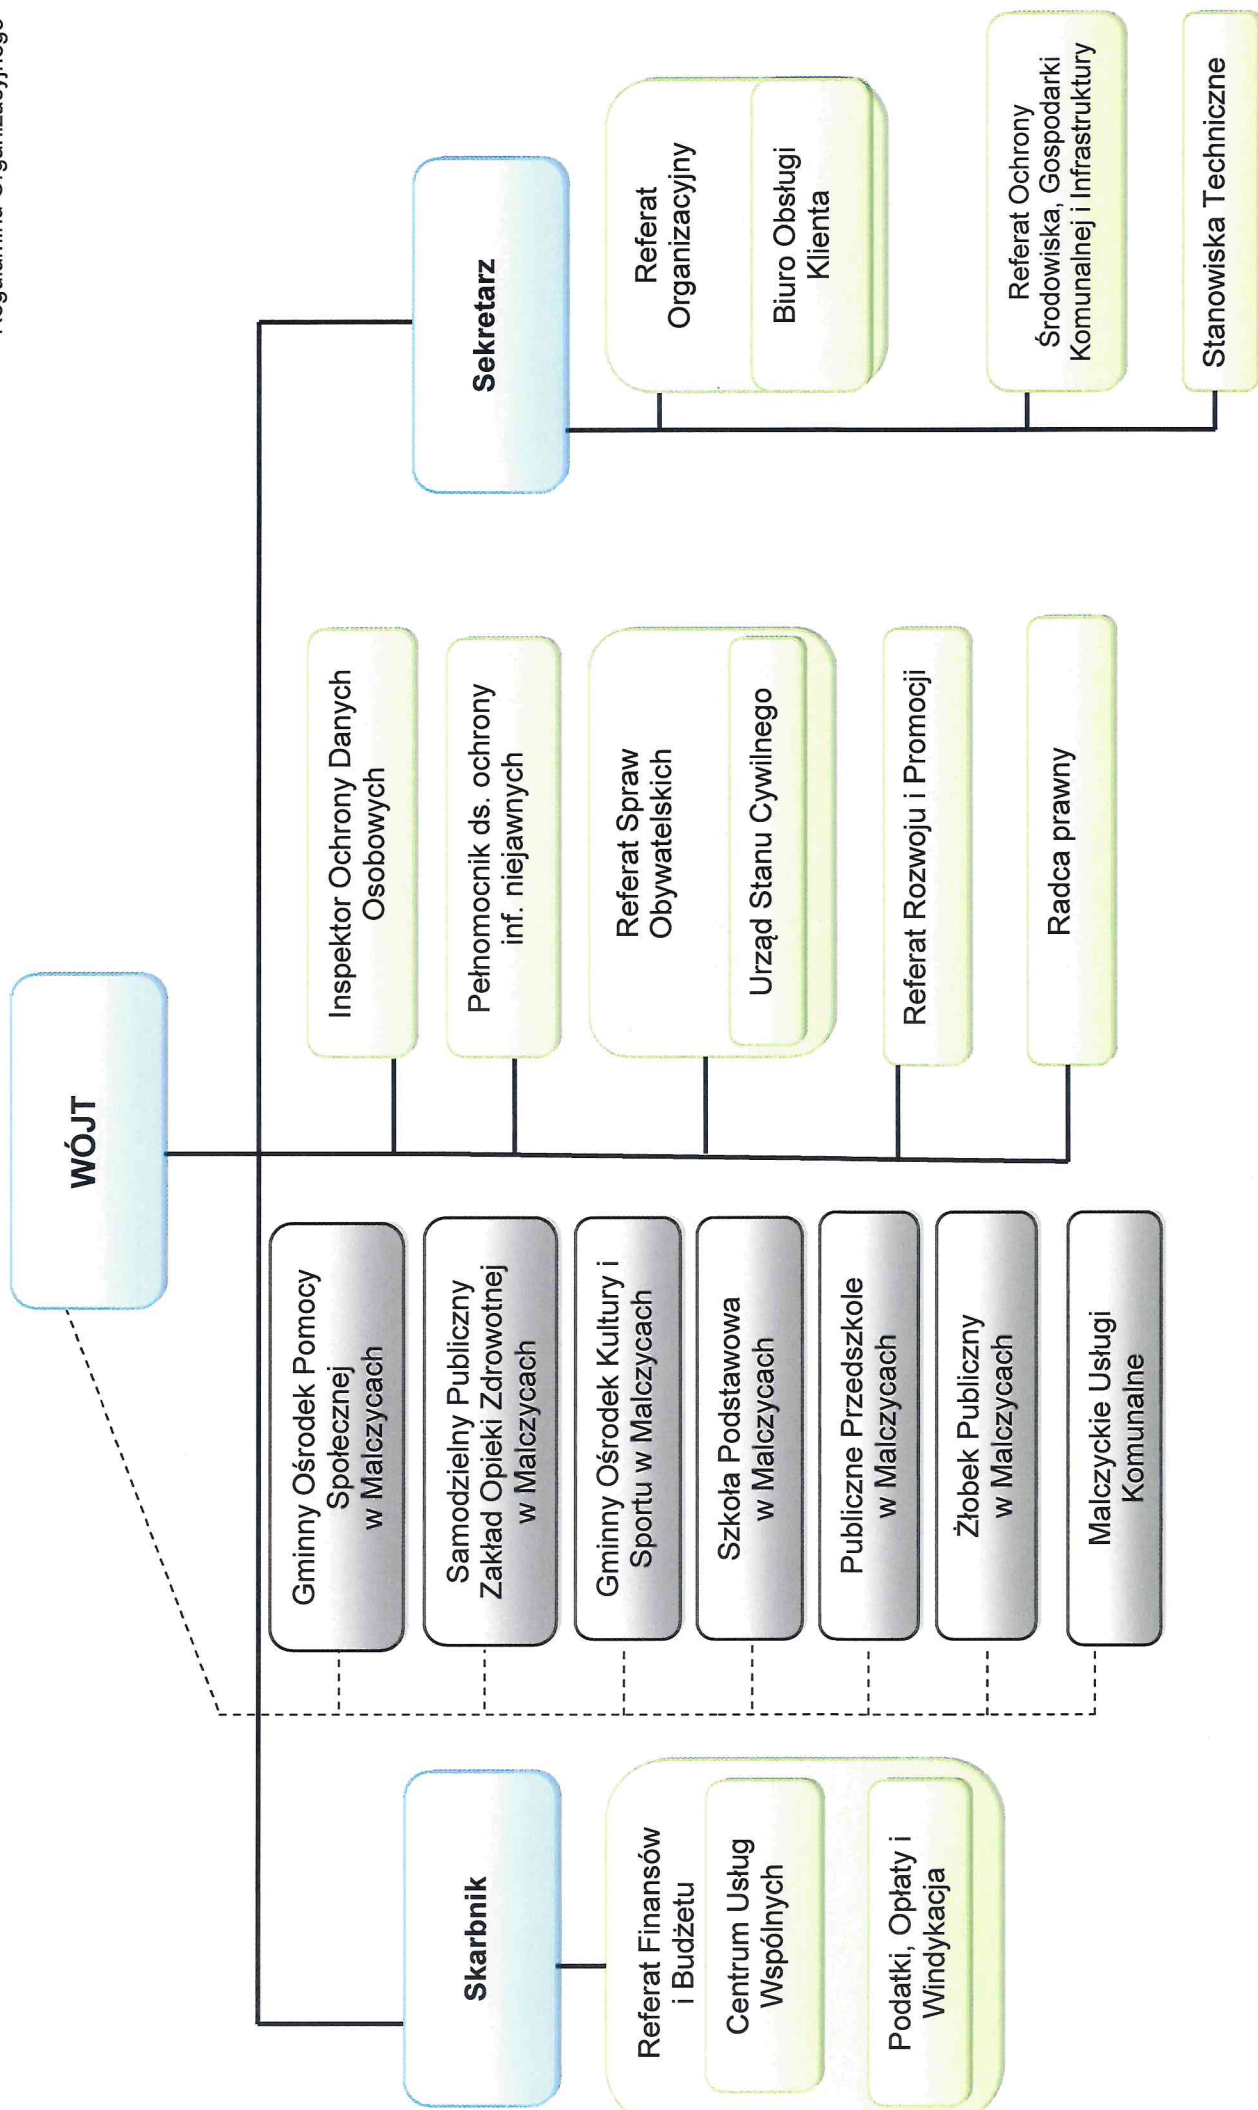 Regulaminu Organizacyjnego
WÓJT
Skarbnik
Referat Finansów
i Budżetu
Centrum Usług
Wspólnych
Podatki, Opłaty i
Windykacja
Gminny Ośrodek Pomocy
Społecznej
w Malczycach
Samodzielny Publiczny
Zakład Opieki Zdrowotnej
w Malczycach
Gminny Ośrodek Kultury i
Sportu w Malczycach
Szkoła Podstawowa
w Malczycach
Publiczne Przedszkole
w Malczycach
Żłobek Publiczny
w Malczycach
Malczyckie Usługi
Komunalne
Inspektor Ochrony Danych
Osobowych
Pełnomocnik ds. ochrony
inf. niejawnych
Referat Spraw
Obywatelskich
Urząd Stanu Cywilnego
Referat Rozwoju i Promocji
Radca prawny
Sekretarz
Referat
Organizacyjny
Biuro Obsługi
Klienta
Referat Ochrony
Środowiska, Gospodarki
Komunalnej i Infrastruktury
Stanowiska Techniczne